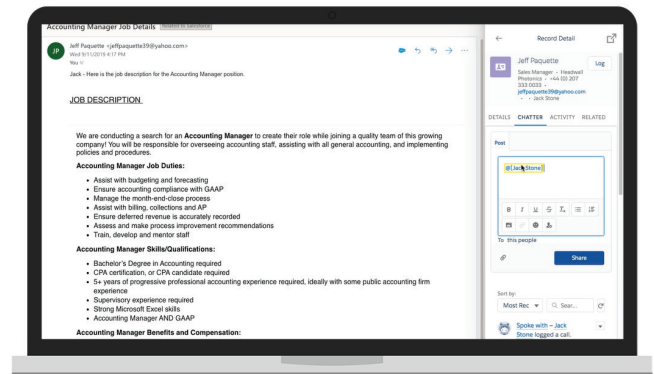 Accounting Manager Job Details Related to Salesforce
JP
Jeff Paquette <jeffpaquette39@yahoo.com>
Wed 9/11/2019 4:17 PM
You
Jack - Here is the job description for the Accounting Manager position.
JOB DESCRIPTION
We are conducting a search for an Accounting Manager to create their role while joining a quality team of this growing
company! You will be responsible for overseeing accounting staff, assisting with all general accounting, and implementing
policies and procedures.
Accounting Manager Job Duties:
• Assist with budgeting and forecasting
• Ensure accounting compliance with GAAP
• Manage the month-end-close process
• Assist with billing, collections and AP
• Ensure deferred revenue is accurately recorded
• Assess and make process improvement recommendations
• Train, develop and mentor staff
Accounting Manager Skills/Qualifications:
• Bachelor's Degree in Accounting required
• CPA certification, or CPA candidate required
• 5+ years of progressive professional accounting experience required, ideally with some public accounting firm
experience
• Supervisory experience required
• Strong Microsoft Excel skills
• Accounting Manager AND GAAP
Accounting Manager Benefits and Compensation:
Record Detail
Jeff Paquette
Log
Sales Manager • Headwall
Photonics • +44 (0) 207
333 0033 •
jeffpaquette39@yahoo.com
• • Jack Stone
DETAILS CHATTER ACTIVITY RELATED
Post
@[Jack Stone]
B I U S
To this people
Share
Sort by:
Most Rec
Sear...
Spoke with – Jack
Stone logged a call.